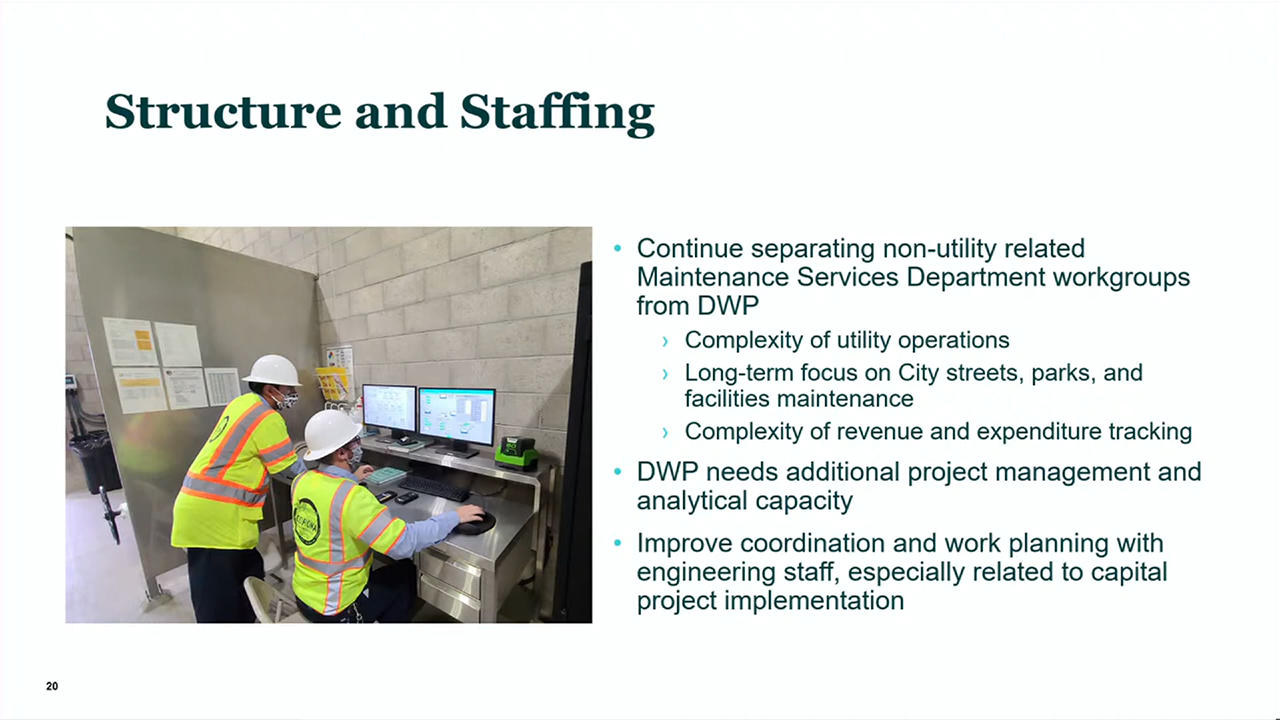 Structure and Staffing
• Continue separating non-utility related
Maintenance Services Department workgroups
from DWP
› Complexity of utility operations
› Long-term focus on City streets, parks, and
facilities maintenance
› Complexity of revenue and expenditure tracking
• DWP needs additional project management and
analytical capacity
• Improve coordination and work planning with
engineering staff, especially related to capital
project implementation
CORONA
20